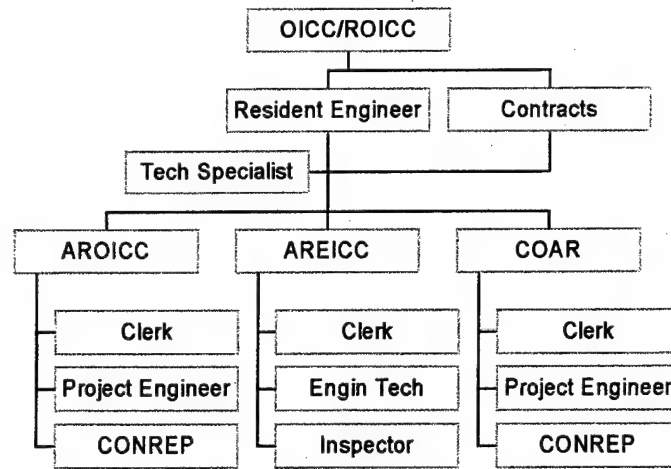 OICC/ROICC
Resident Engineer
Contracts
Tech Specialist
AROICC
AREICC
COAR
Clerk
Clerk
Clerk
Project Engineer
Engin Tech
Project Engineer
CONREP
Inspector
CONREP